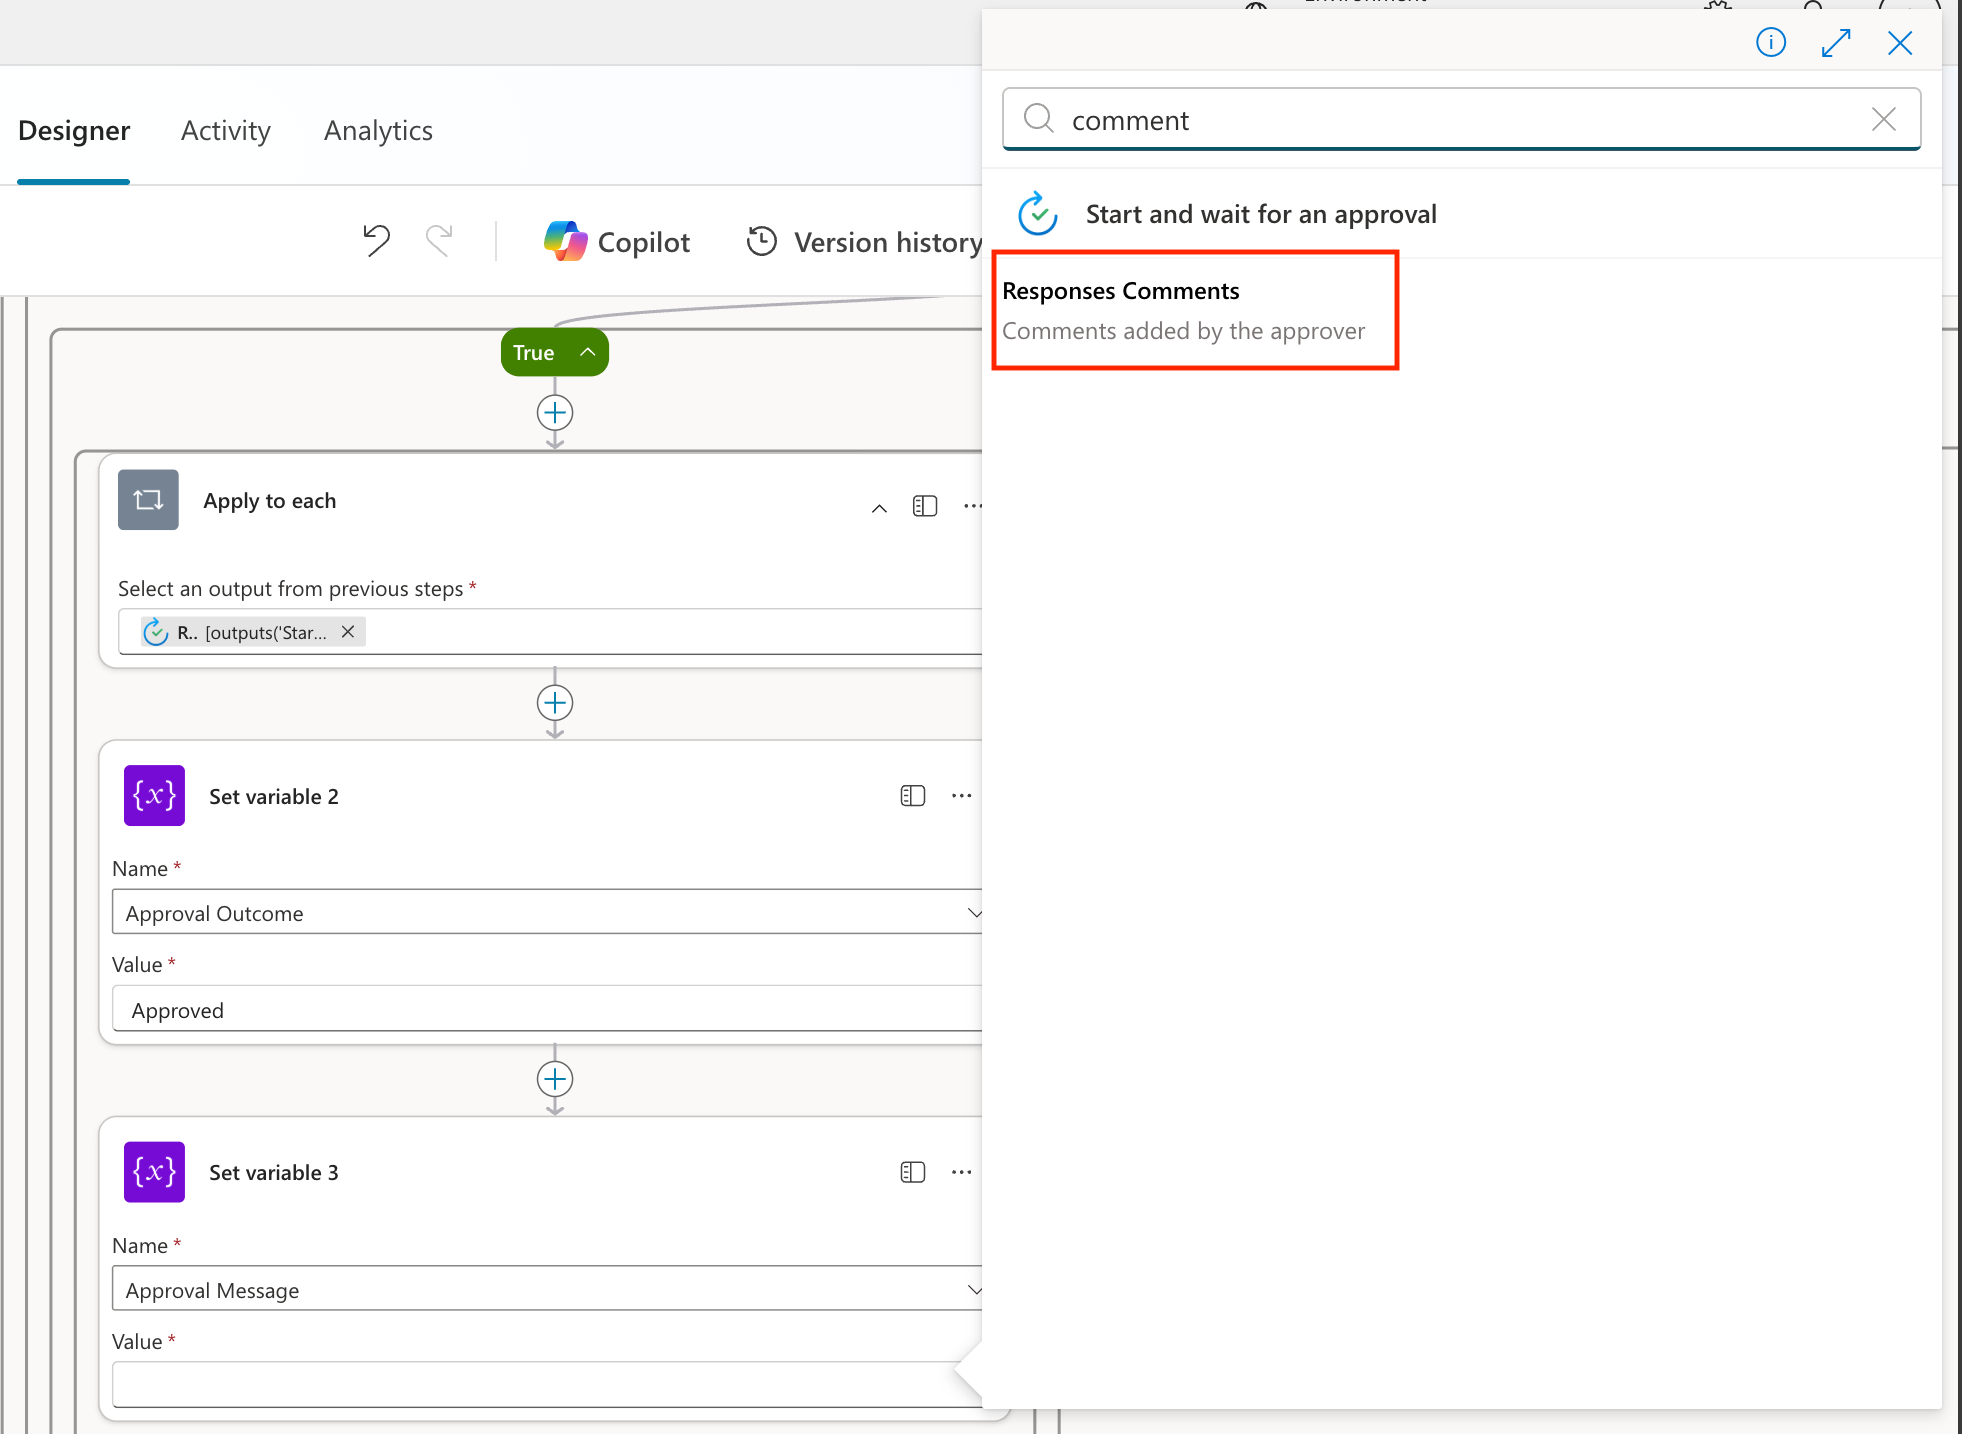 Designer
Activity
Analytics
Copilot
Version history
True
Apply to each
Select an output from previous steps *
R.. [outputs('Star...
Set variable 2
Name *
Approval Outcome
Value *
Approved
Set variable 3
Name *
Approval Message
Value *
comment
Start and wait for an approval
Responses Comments
Comments added by the approver